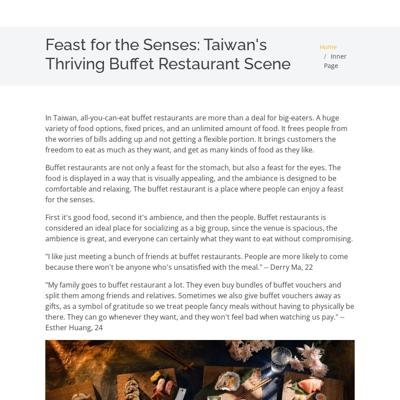 Feast for the Senses: Taiwan's
Thriving Buffet Restaurant Scene
Home
/ Inner
Page
In Taiwan, all-you-can-eat buffet restaurants are more than a deal for big-eaters. A huge
variety of food options, fixed prices, and an unlimited amount of food. It frees people from
the worries of bills adding up and not getting a flexible portion. It brings customers the
freedom to eat as much as they want, and get as many kinds of food as they like.
Buffet restaurants are not only a feast for the stomach, but also a feast for the eyes. The
food is displayed in a way that is visually appealing, and the ambiance is designed to be
comfortable and relaxing. The buffet restaurant is a place where people can enjoy a feast
for the senses.
First it's good food, second it's ambience, and then the people. Buffet restaurants is
considered an ideal place for socializing as a big group, since the venue is spacious, the
ambience is great, and everyone can certainly what they want to eat without compromising.
"I like just meeting a bunch of friends at buffet restaurants. People are more likely to come
because there won't be anyone who's unsatisfied with the meal." -- Derry Ma, 22
"My family goes to buffet restaurant a lot. They even buy bundles of buffet vouchers and
split them among friends and relatives. Sometimes we also give buffet vouchers away as
gifts, as a symbol of gratitude so we treat people fancy meals without having to physically be
there. They can go whenever they want, and they won't feel bad when watching us pay." --
Esther Huang, 24